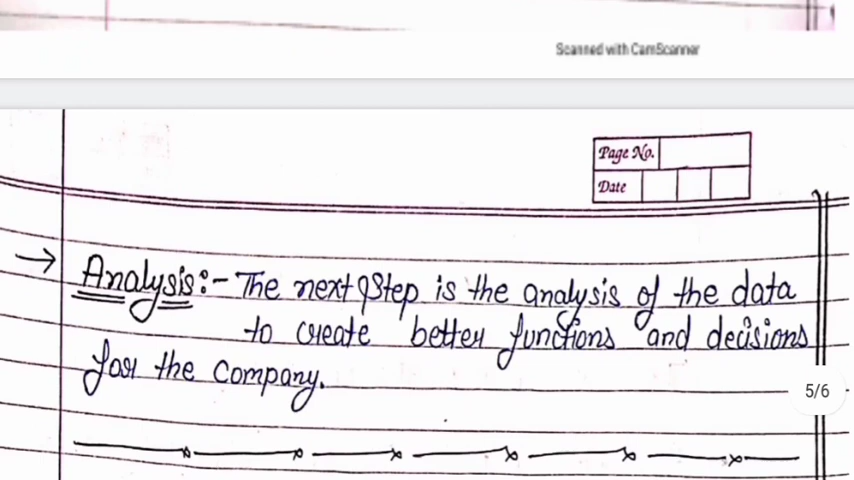 Scanned with CamScanner
Page No.
Date
→ Analysis:- The next Step is the analysis of the data
to create better functions and decisions
for the company.
5/6